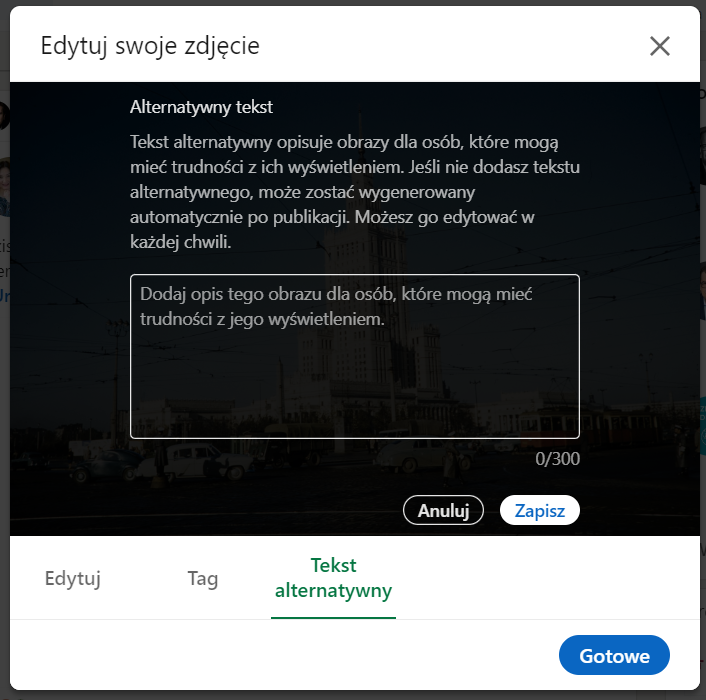 Edytuj swoje zdjęcie
Alternatywny tekst
Tekst alternatywny opisuje obrazy dla osób, które mogą
mieć trudności z ich wyświetleniem. Jeśli nie dodasz tekstu
alternatywnego, może zostać wygenerowany
automatycznie po publikacji. Możesz go edytować w
każdej chwili.
Dodaj opis tego obrazu dla osób, które mogą mieć
trudności z jego wyświetleniem.
0/300
Anuluj
Zapisz
Edytuj
Tag
Tekst
alternatywny
Gotowe